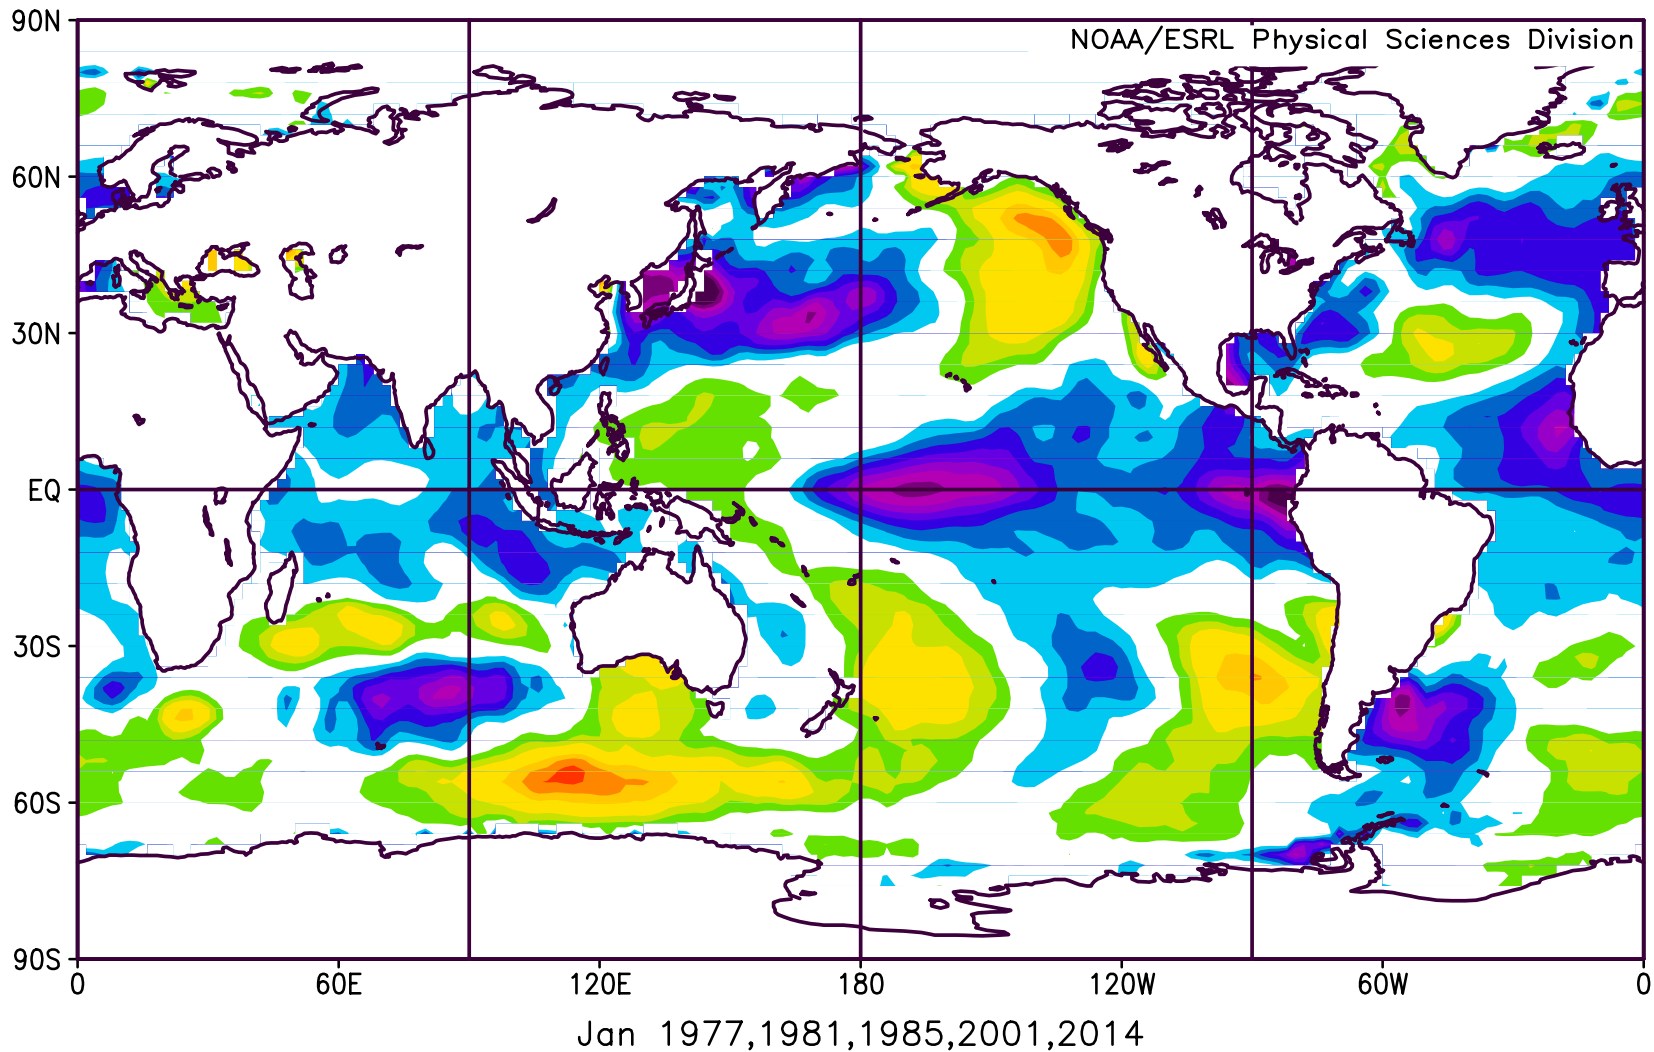 NOAA/ESRL Physical Sciences Division
90N
60N
30N
EQ
30S
60S
90S
0 60E 120E 180 120W 60W 0
Jan 1977,1981,1985,2001,2014